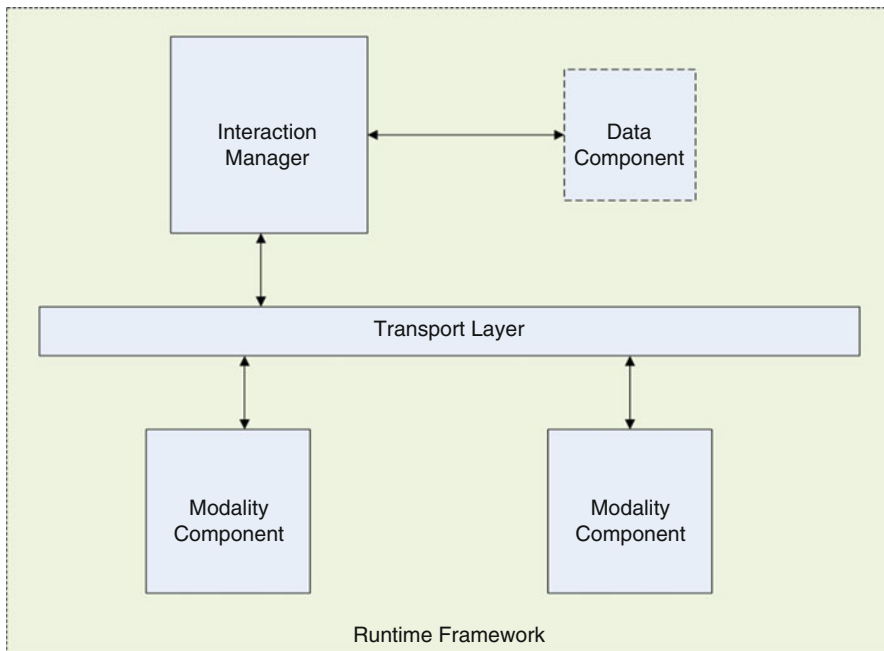 Interaction
Manager
Data
Component
Transport Layer
Modality
Component
Modality
Component
Runtime Framework